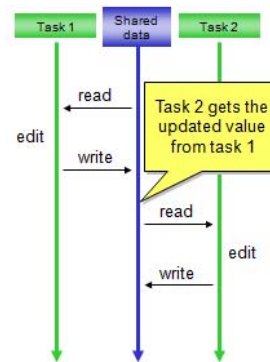 Task 1
Shared
data
Task 2
read
Task 2 gets the
updated value
from task 1
edit
write
read
edit
write